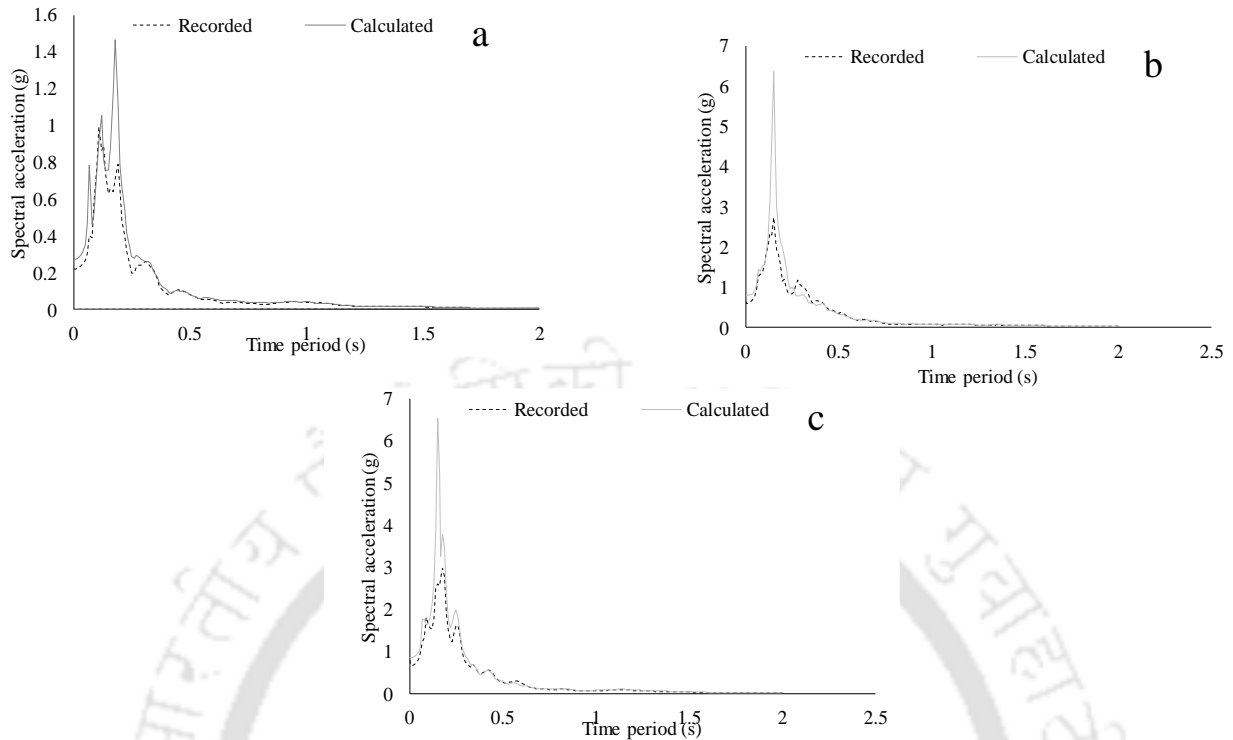 Recorded Calculated a
Spectral acceleration (g)
1.6
1.4
1.2
1
0.8
0.6
0.4
0.2
0
0 0.5 1 1.5 2
Time period (s)
Recorded Calculated b
Spectral acceleration (g)
7
6
5
4
3
2
1
0
0 0.5 1 1.5 2 2.5
Time period (s)
Recorded Calculated c
Spectral acceleration (g)
7
6
5
4
3
2
1
0
0 0.5 1 1.5 2 2.5
Time period (s)
भारतीय
गुवाहा